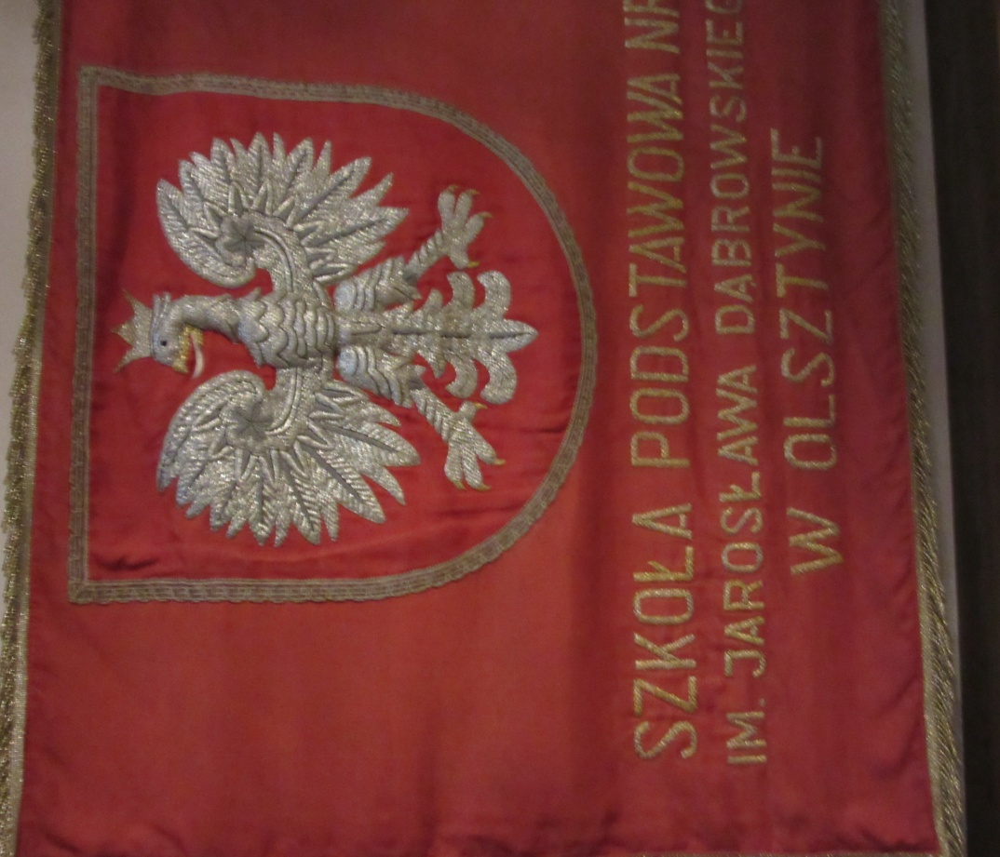 SZKOŁA PODSTAWOWA NR
IM. JAROSŁAWA DĄBROWSKIEG
W OLSZTYNIE